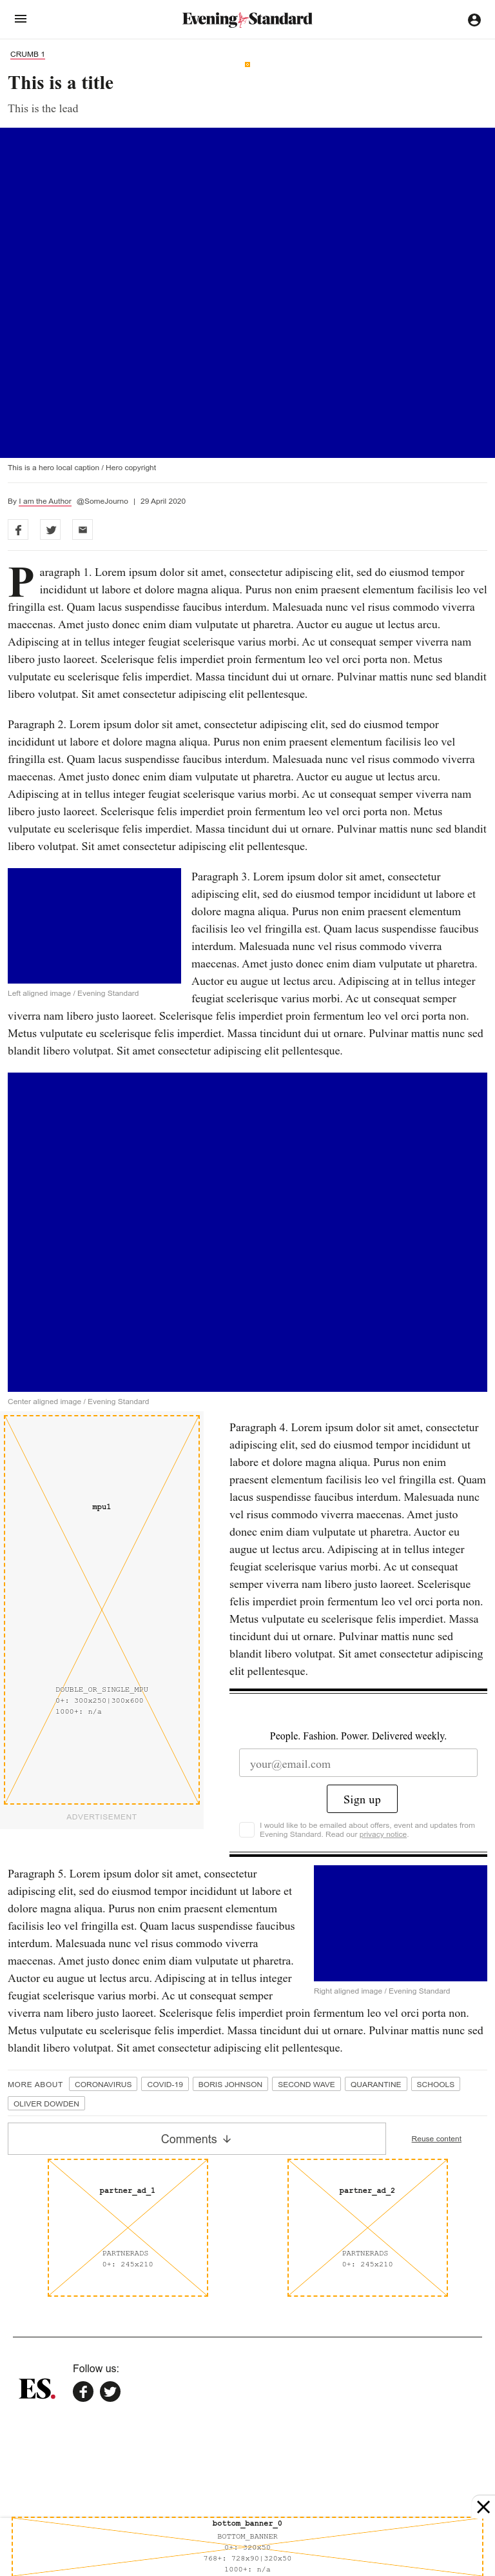 Evening Standard
CRUMB 1
This is a title
This is the lead
This is a hero local caption / Hero copyright
By I am the Author @SomeJourno | 29 April 2020
Paragraph 1. Lorem ipsum dolor sit amet, consectetur adipiscing elit, sed do eiusmod tempor
incididunt ut labore et dolore magna aliqua. Purus non enim praesent elementum facilisis leo vel
fringilla est. Quam lacus suspendisse faucibus interdum. Malesuada nunc vel risus commodo viverra
maecenas. Amet justo donec enim diam vulputate ut pharetra. Auctor eu augue ut lectus arcu.
Adipiscing at in tellus integer feugiat scelerisque varius morbi. Ac ut consequat semper viverra nam
libero justo laoreet. Scelerisque felis imperdiet proin fermentum leo vel orci porta non. Metus
vulputate eu scelerisque felis imperdiet. Massa tincidunt dui ut ornare. Pulvinar mattis nunc sed blandit
libero volutpat. Sit amet consectetur adipiscing elit pellentesque.
Paragraph 2. Lorem ipsum dolor sit amet, consectetur adipiscing elit, sed do eiusmod tempor
incididunt ut labore et dolore magna aliqua. Purus non enim praesent elementum facilisis leo vel
fringilla est. Quam lacus suspendisse faucibus interdum. Malesuada nunc vel risus commodo viverra
maecenas. Amet justo donec enim diam vulputate ut pharetra. Auctor eu augue ut lectus arcu.
Adipiscing at in tellus integer feugiat scelerisque varius morbi. Ac ut consequat semper viverra nam
libero justo laoreet. Scelerisque felis imperdiet proin fermentum leo vel orci porta non. Metus
vulputate eu scelerisque felis imperdiet. Massa tincidunt dui ut ornare. Pulvinar mattis nunc sed blandit
libero volutpat. Sit amet consectetur adipiscing elit pellentesque.
Left aligned image / Evening Standard
Paragraph 3. Lorem ipsum dolor sit amet, consectetur
adipiscing elit, sed do eiusmod tempor incididunt ut labore et
dolore magna aliqua. Purus non enim praesent elementum
facilisis leo vel fringilla est. Quam lacus suspendisse faucibus
interdum. Malesuada nunc vel risus commodo viverra
maecenas. Amet justo donec enim diam vulputate ut pharetra.
Auctor eu augue ut lectus arcu. Adipiscing at in tellus integer
feugiat scelerisque varius morbi. Ac ut consequat semper
viverra nam libero justo laoreet. Scelerisque felis imperdiet proin fermentum leo vel orci porta non.
Metus vulputate eu scelerisque felis imperdiet. Massa tincidunt dui ut ornare. Pulvinar mattis nunc sed
blandit libero volutpat. Sit amet consectetur adipiscing elit pellentesque.
Center aligned image / Evening Standard
mpu1
DOUBLE_OR_SINGLE_MPU
0+: 300x250|300x600
1000+: n/a
ADVERTISEMENT
Paragraph 4. Lorem ipsum dolor sit amet, consectetur
adipiscing elit, sed do eiusmod tempor incididunt ut
labore et dolore magna aliqua. Purus non enim
praesent elementum facilisis leo vel fringilla est. Quam
lacus suspendisse faucibus interdum. Malesuada nunc
vel risus commodo viverra maecenas. Amet justo
donec enim diam vulputate ut pharetra. Auctor eu
augue ut lectus arcu. Adipiscing at in tellus integer
feugiat scelerisque varius morbi. Ac ut consequat
semper viverra nam libero justo laoreet. Scelerisque
felis imperdiet proin fermentum leo vel orci porta non.
Metus vulputate eu scelerisque felis imperdiet. Massa
tincidunt dui ut ornare. Pulvinar mattis nunc sed
blandit libero volutpat. Sit amet consectetur adipiscing
elit pellentesque.
People. Fashion. Power. Delivered weekly.
your@email.com
Sign up
I would like to be emailed about offers, event and updates from
Evening Standard. Read our privacy notice.
Paragraph 5. Lorem ipsum dolor sit amet, consectetur
adipiscing elit, sed do eiusmod tempor incididunt ut labore et
dolore magna aliqua. Purus non enim praesent elementum
facilisis leo vel fringilla est. Quam lacus suspendisse faucibus
interdum. Malesuada nunc vel risus commodo viverra
maecenas. Amet justo donec enim diam vulputate ut pharetra.
Auctor eu augue ut lectus arcu. Adipiscing at in tellus integer
feugiat scelerisque varius morbi. Ac ut consequat semper
viverra nam libero justo laoreet. Scelerisque felis imperdiet proin fermentum leo vel orci porta non.
Metus vulputate eu scelerisque felis imperdiet. Massa tincidunt dui ut ornare. Pulvinar mattis nunc sed
blandit libero volutpat. Sit amet consectetur adipiscing elit pellentesque.
Right aligned image / Evening Standard
MORE ABOUT CORONAVIRUS COVID-19 BORIS JOHNSON SECOND WAVE QUARANTINE SCHOOLS
OLIVER DOWDEN
Comments
Reuse content
partner_ad_1
PARTNERADS
0+: 245x210
partner_ad_2
PARTNERADS
0+: 245x210
ES.
Follow us:
bottom_banner_0
BOTTOM_BANNER
0+: 320x50
768+: 728x90|320x50
1000+: n/a